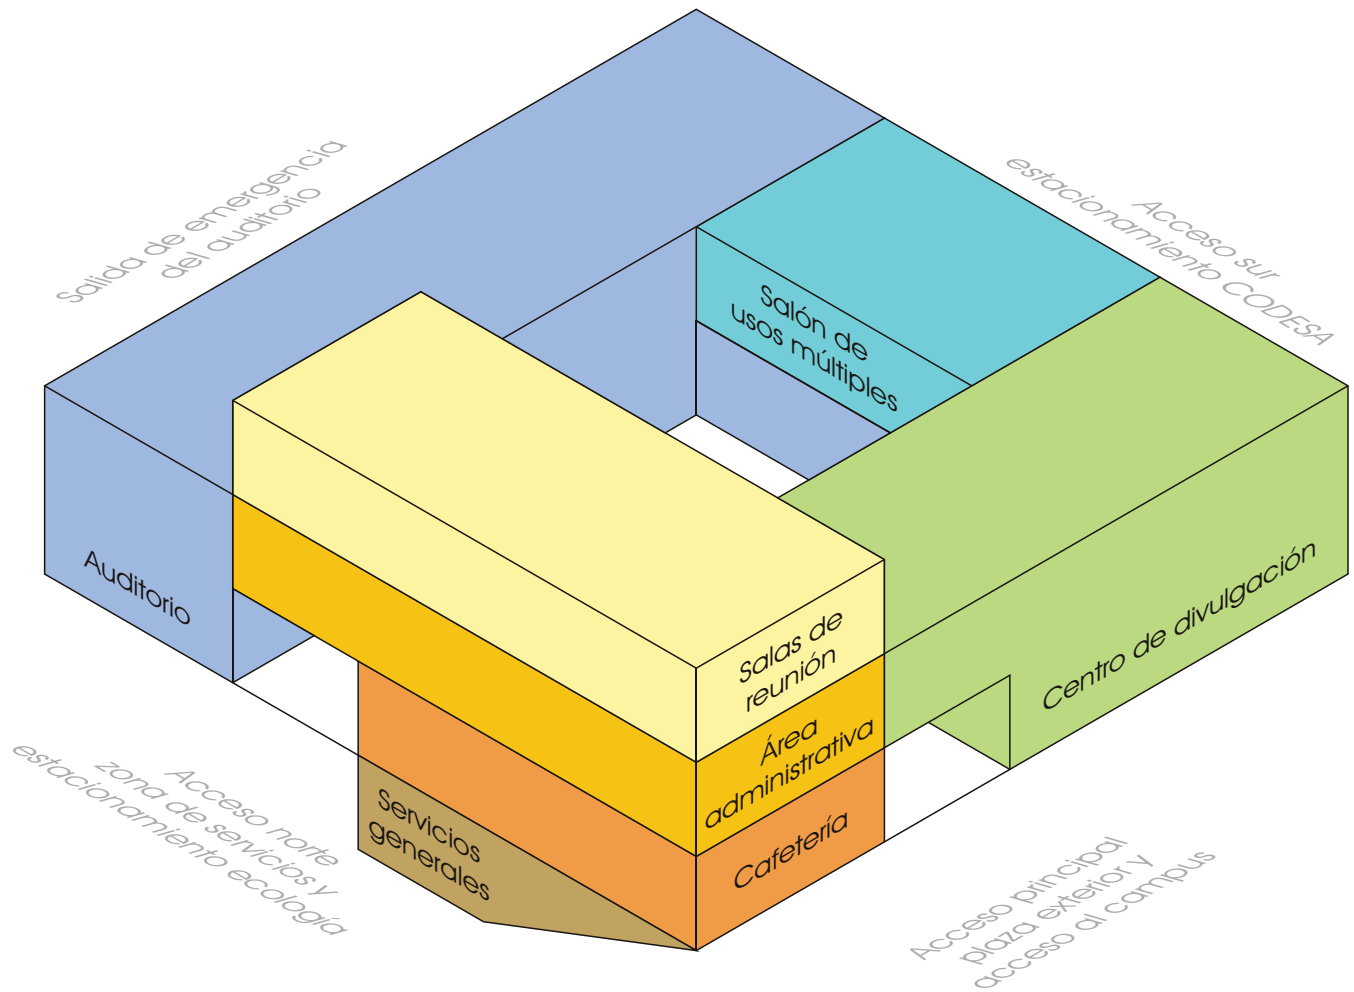 Salida de emergencia
del auditorio
Acceso sur
estacionamiento CODESA
Salón de
usos múltiples
Auditorio
Centro de divulgación
Salas de
reunión
Área
administrativa
Cafetería
Servicios
generales
Acceso norte
zona de servicios y
estacionamiento ecología
Acceso principal
plaza exterior y
acceso al campus